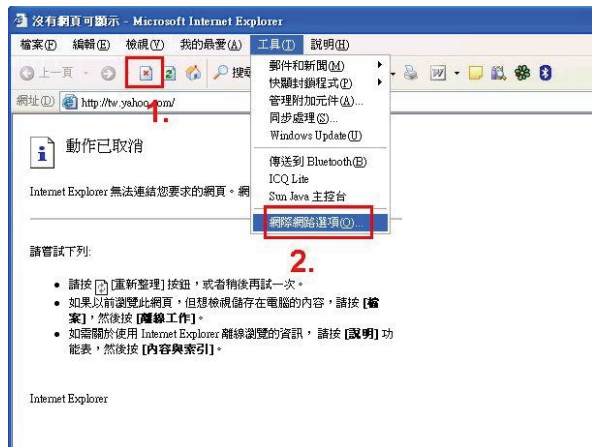 沒有網頁可顯示 - Microsoft Internet Explorer
檔案(F) 編輯(E) 檢視(V) 我的最愛(A) 工具(T) 說明(H)
上一頁
網址(D) http://tw.yahoo.com/
1.
郵件和新聞(M)
快顯封鎖程式(P)
管理附加元件(A)...
同步處理(S)...
Windows Update(U)
傳送到 Bluetooth(B)
ICQ Lite
Sun Java 主控台
網際網路選項(O)...
2.
動作已取消
Internet Explorer 無法連結您要求的網頁。網
請嘗試下列:
請按 [重新整理] 按鈕，或者稍後再試一次。
如果以前瀏覽此網頁，但想檢視儲存在電腦的內容，請按 [檔
案]，然後按 [離線工作]。
如需關於使用 Internet Explorer 離線瀏覽的資訊， 請按 [說明] 功
能表，然後按 [內容與索引]。
Internet Explorer